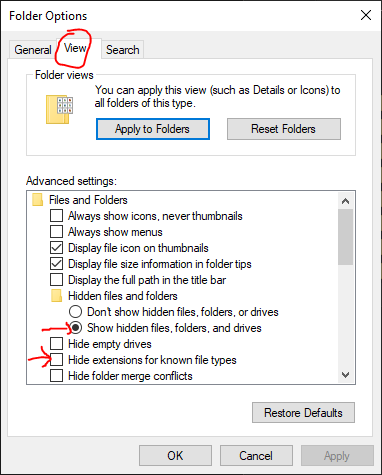 Folder Options
General
View
Search
Folder views
You can apply this view (such as Details or Icons) to
all folders of this type.
Apply to Folders
Reset Folders
Advanced settings:
Files and Folders
Always show icons, never thumbnails
Always show menus
Display file icon on thumbnails
Display file size information in folder tips
Display the full path in the title bar
Hidden files and folders
Don't show hidden files, folders, or drives
Show hidden files, folders, and drives
Hide empty drives
Hide extensions for known file types
Hide folder merge conflicts
Restore Defaults
OK
Cancel
Apply